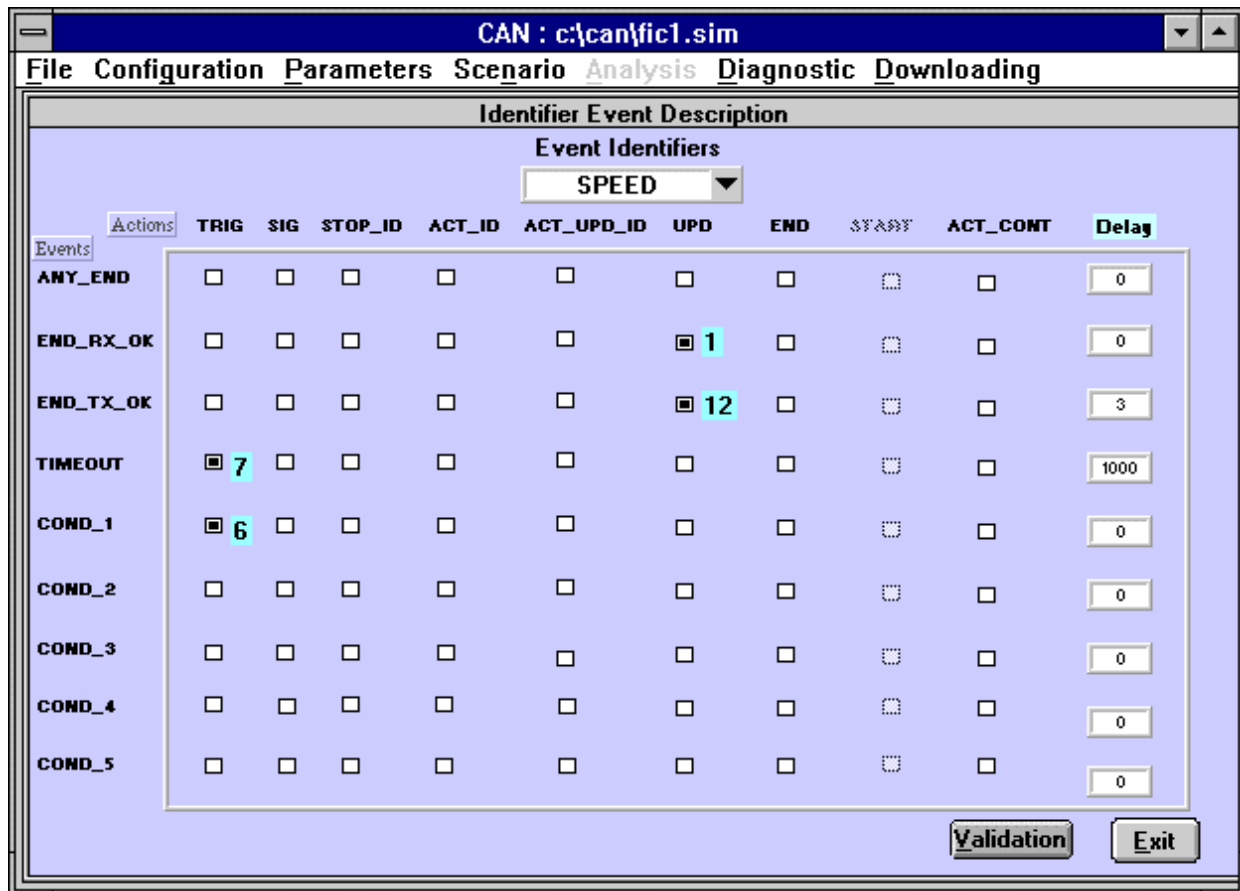 CAN : c:\can\fic1.sim
File Configuration Parameters Scenario Analysis Diagnostic Downloading
Identifier Event Description
Event Identifiers
SPEED
Actions TRIG SIG STOP_ID ACT_ID ACT_UPD_ID UPD END START ACT_CONT Delay
Events
ANY_END 0
END_RX_OK 1 0
END_TX_OK 12 3
TIMEOUT 7 1000
COND_1 6 0
COND_2 0
COND_3 0
COND_4 0
COND_5 0
Validation Exit